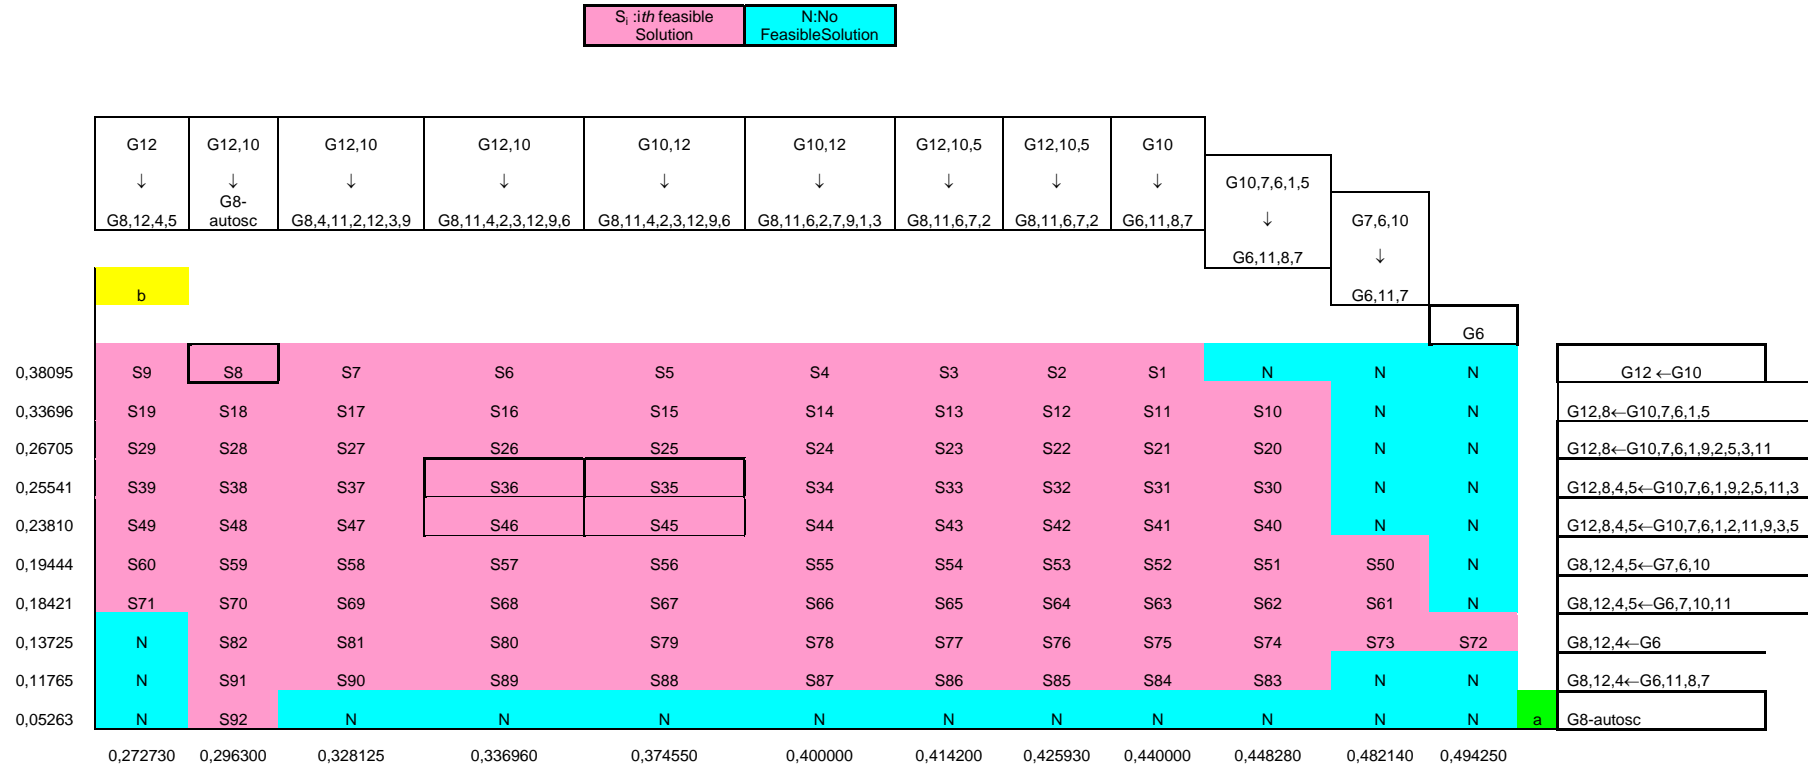 S_i :ith feasible Solution N:No FeasibleSolution
G12 G12,10 G12,10 G12,10 G10,12 G10,12 G12,10,5 G12,10,5 G10
↓ ↓ ↓ ↓ ↓ ↓ ↓ ↓ ↓ G10,7,6,1,5
G8,12,4,5 G8-autosc G8,4,11,2,12,3,9 G8,11,4,2,3,12,9,6 G8,11,4,2,3,12,9,6 G8,11,6,2,7,9,1,3 G8,11,6,7,2 G8,11,6,7,2 G6,11,8,7 ↓ G7,6,10
G6,11,8,7 ↓
b G6,11,7
G6
0,38095 S9 S8 S7 S6 S5 S4 S3 S2 S1 N N N G12 ←G10
0,33696 S19 S18 S17 S16 S15 S14 S13 S12 S11 S10 N N G12,8←G10,7,6,1,5
0,26705 S29 S28 S27 S26 S25 S24 S23 S22 S21 S20 N N G12,8←G10,7,6,1,9,2,5,3,11
0,25541 S39 S38 S37 S36 S35 S34 S33 S32 S31 S30 N N G12,8,4,5←G10,7,6,1,9,2,5,11,3
0,23810 S49 S48 S47 S46 S45 S44 S43 S42 S41 S40 N N G12,8,4,5←G10,7,6,1,2,11,9,3,5
0,19444 S60 S59 S58 S57 S56 S55 S54 S53 S52 S51 S50 N G8,12,4,5←G7,6,10
0,18421 S71 S70 S69 S68 S67 S66 S65 S64 S63 S62 S61 N G8,12,4,5←G6,7,10,11
0,13725 N S82 S81 S80 S79 S78 S77 S76 S75 S74 S73 S72 G8,12,4←G6
0,11765 N S91 S90 S89 S88 S87 S86 S85 S84 S83 N N G8,12,4←G6,11,8,7
0,05263 N S92 N N N N N N N N N N a G8-autosc
0,272730 0,296300 0,328125 0,336960 0,374550 0,400000 0,414200 0,425930 0,440000 0,448280 0,482140 0,494250